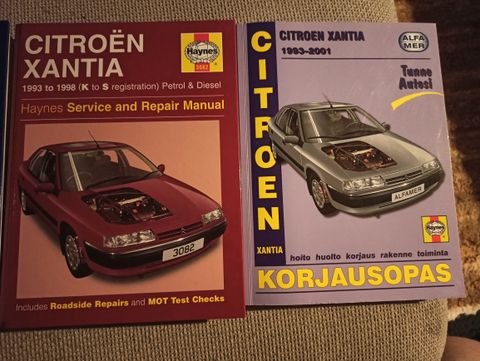 CITROËN
XANTIA
Haynes
3082
1993 to 1998 (K to S registration) Petrol & Diesel
Haynes Service and Repair Manual
3082
Includes Roadside Repairs and MOT Test Checks
CITROEN
CITROEN XANTIA
1993-2001
ALFA
MER
Tunne
Autosi
ALFAMER
Haynes
XANTIA
hoito huolto korjaus rakenne toiminta
KORJAUSOPAS